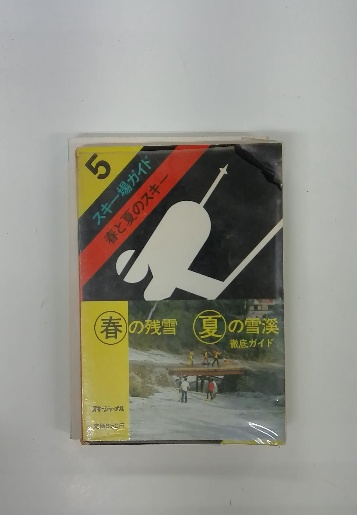 5
スキー場ガイド
春と夏のスキー
春の残雪
夏の雪溪
徹底ガイド
スキージャーナル